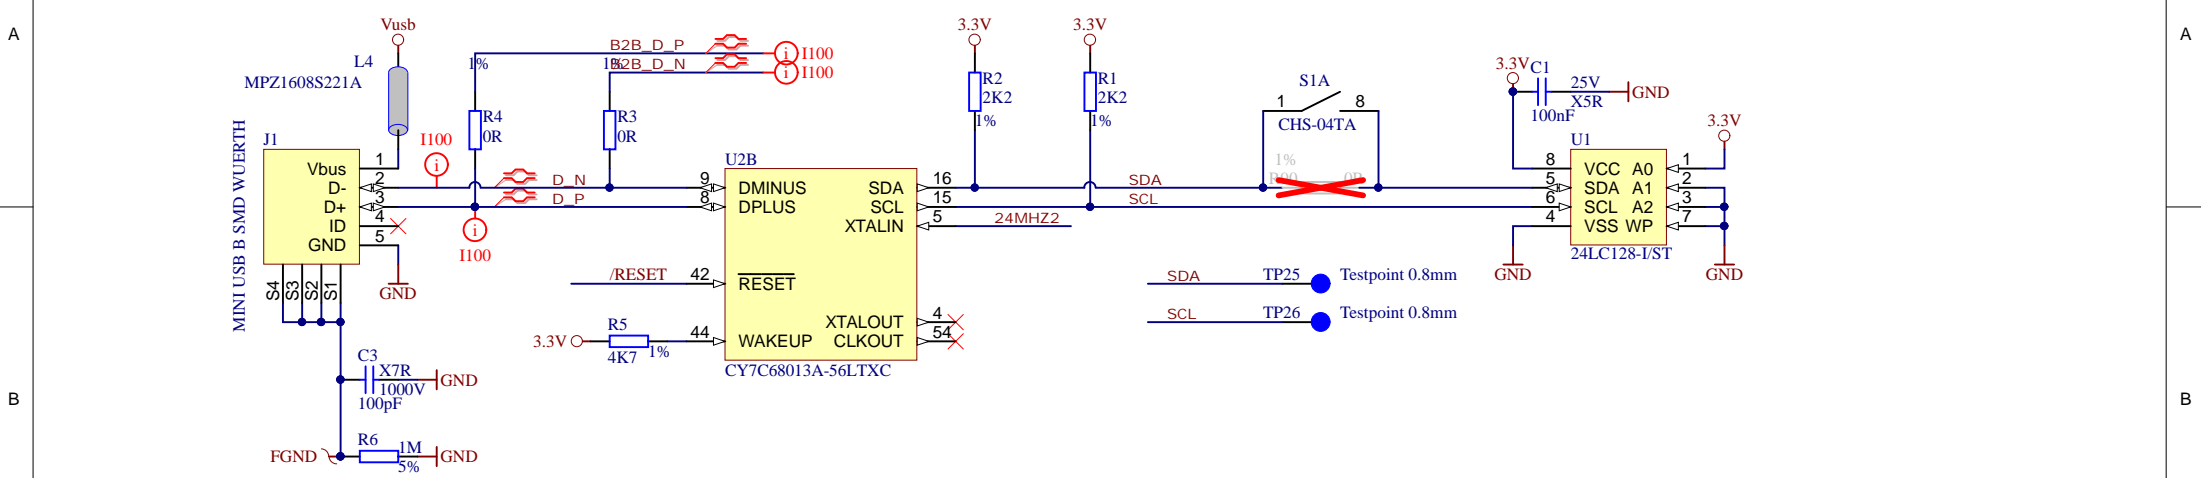 A
A
Vusb
L4
MPZ1608S221A
B2B_D_P
I100
1%
1%
B2B_D_N
I100
R4
0R
R3
0R
3.3V
R2
2K2
1%
3.3V
R1
2K2
1%
S1A
1
8
CHS-04TA
1%
0R
3.3V
C1
25V
X5R
100nF
GND
3.3V
MINI USB B SMD WUERTH
J1
I100
Vbus
1
D-
2
D+
3
ID
4
GND
5
S4
S3
S2
S1
GND
D_N
D_P
I100
U2B
9
DMINUS
SDA
16
8
DPLUS
SCL
15
XTALIN
5
24MHZ2
/RESET
42
RESET
XTALOUT
4
3.3V
R5
4K7
1%
44
WAKEUP
CLKOUT
54
CY7C68013A-56LTXC
SDA
SCL
SDA
TP25
Testpoint 0.8mm
SCL
TP26
Testpoint 0.8mm
U1
8
VCC
A0
1
5
SDA
A1
2
6
SCL
A2
3
4
VSS
WP
7
24LC128-I/ST
GND
GND
C3
X7R
1000V
100pF
GND
FGND
R6
1M
5%
GND
B
B